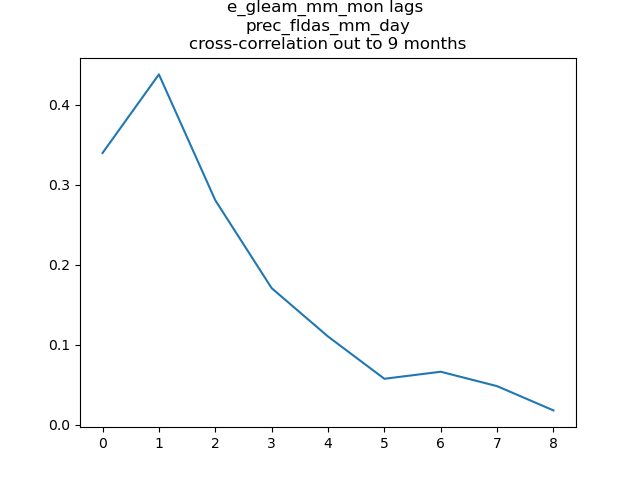 e_gleam_mm_mon lags
prec_fldas_mm_day
cross-correlation out to 9 months
0.4
0.3
0.2
0.1
0.0
0 1 2 3 4 5 6 7 8